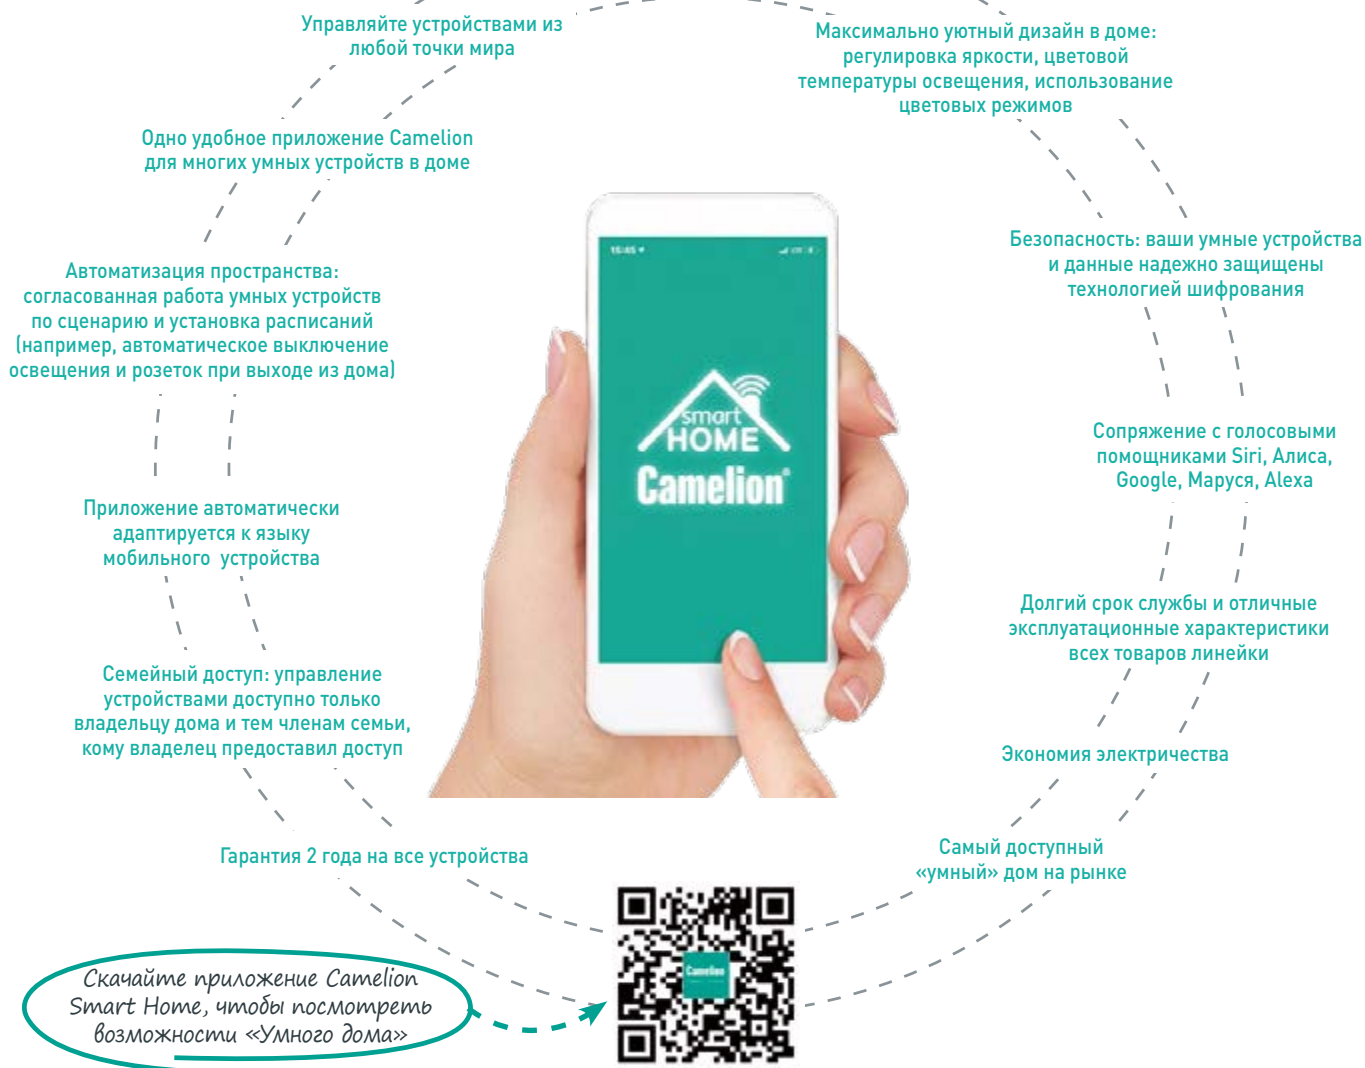 Управляйте устройствами из
любой точки мира
Максимально уютный дизайн в доме:
регулировка яркости, цветовой
температуры освещения, использование
цветовых режимов
Одно удобное приложение Camelion
для многих умных устройств в доме
Безопасность: ваши умные устройства
и данные надежно защищены
технологией шифрования
Автоматизация пространства:
согласованная работа умных устройств
по сценарию и установка расписаний
(например, автоматическое выключение
освещения и розеток при выходе из дома)
smart
HOME
Camelion®
Сопряжение с голосовыми
помощниками Siri, Алиса,
Google, Маруся, Alexa
Приложение автоматически
адаптируется к языку
мобильного устройства
Долгий срок службы и отличные
эксплуатационные характеристики
всех товаров линейки
Семейный доступ: управление
устройствами доступно только
владельцу дома и тем членам семьи,
кому владелец предоставил доступ
Экономия электричества
Гарантия 2 года на все устройства
Самый доступный
«умный» дом на рынке
Camelion
Скачайте приложение Camelion
Smart Home, чтобы посмотреть
возможности «Умного дома»